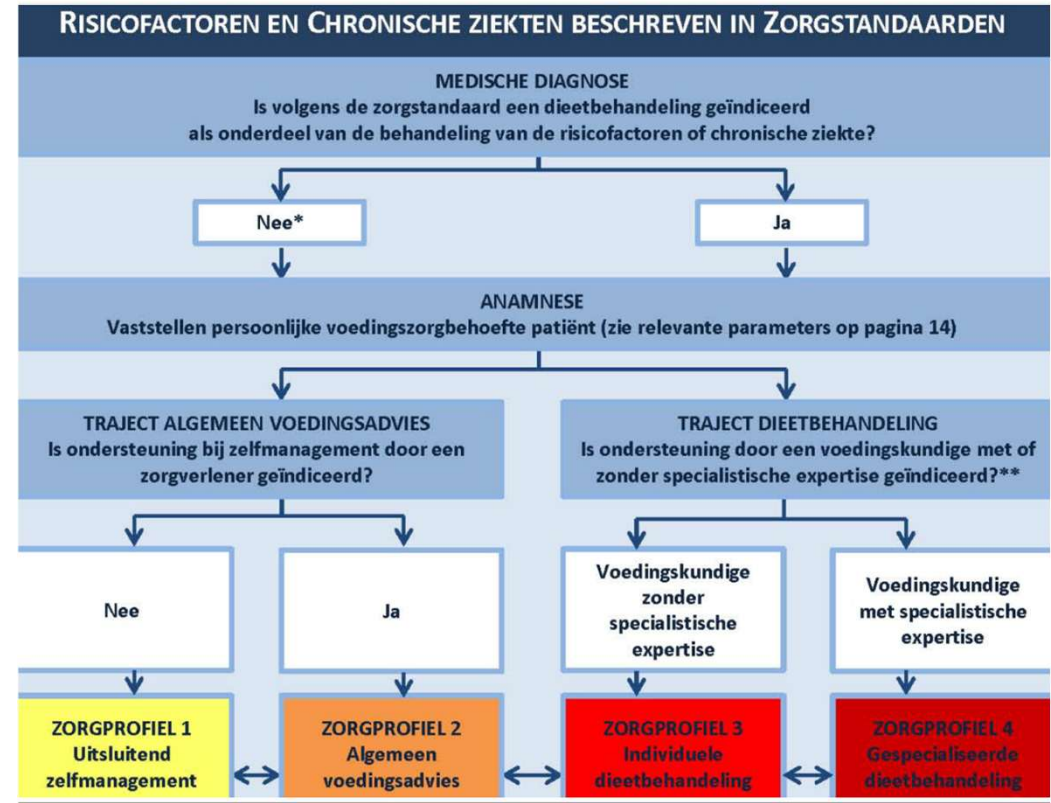 RISICOFACTOREN EN CHRONISCHE ZIEKTEN BESCHREVEN IN ZORGSTANDAARDEN
MEDISCHE DIAGNOSE
Is volgens de zorgstandaard een dieetbehandeling geïndiceerd
als onderdeel van de behandeling van de risicofactoren of chronische ziekte?
Nee*
Ja
ANAMNESE
Vaststellen persoonlijke voedingszorgbehoefte patiënt (zie relevante parameters op pagina 14)
TRAJECT ALGEMEEN VOEDINGSADVIES
Is ondersteuning bij zelfmanagement door een
zorgverlener geïndiceerd?
TRAJECT DIEETBEHANDELING
Is ondersteuning door een voedingskundige met of
zonder specialistische expertise geïndiceerd?**
Nee
Ja
Voedingskundige
zonder
specialistische
expertise
Voedingskundige
met specialistische
expertise
ZORGPROFIEL 1
Uitsluitend
zelfmanagement
ZORGPROFIEL 2
Algemeen
voedingsadvies
ZORGPROFIEL 3
Individuele
dieetbehandeling
ZORGPROFIEL 4
Gespecialiseerde
dieetbehandeling